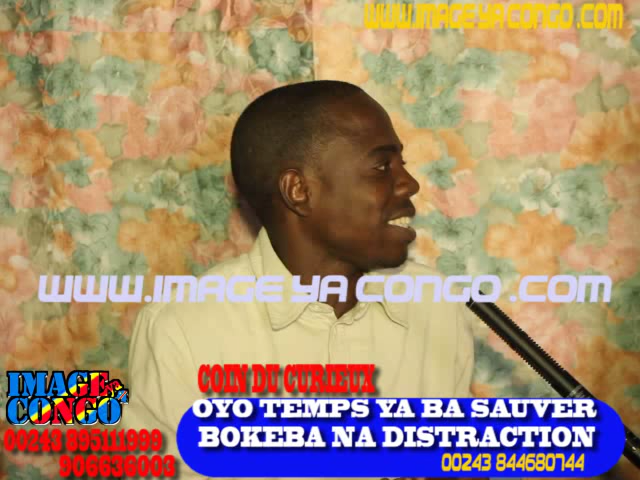 WWW.IMAGE YA CONGO .COM
WWW.IMAGE YA CONGO .COM
IMAGE
CONGO
00243 895111989
906636003
COIN DU CURIEUX
OYO TEMPS YA BA SAUVER
BOKEBA NA DISTRACTION
00243 844680744